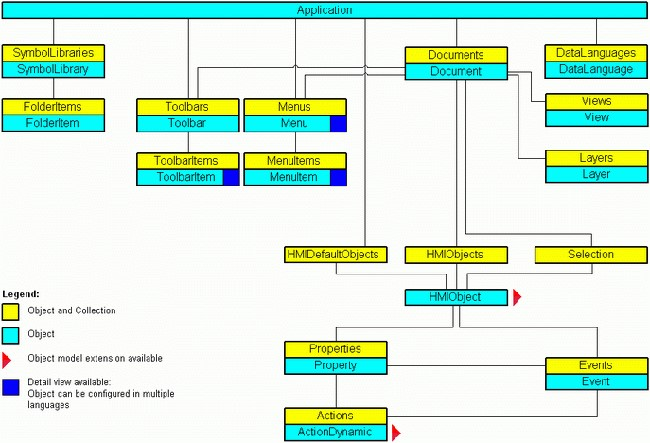 Application
SymbolLibraries
SymbolLibrary
Documents
Document
DataLanguages
DataLanguage
FolderItems
FolderItem
Toolbars
Toolbar
Menus
Menu
Views
View
ToolbarItems
ToolbarItem
MenuItems
MenuItem
Layers
Layer
HMIDefaultObjects
HMIObjects
Selection
HMIObject
Legend:
Object and Collection
Object
Object model extension available
Detail view available:
Object can be configured in multiple
languages
Properties
Property
Events
Event
Actions
ActionDynamic